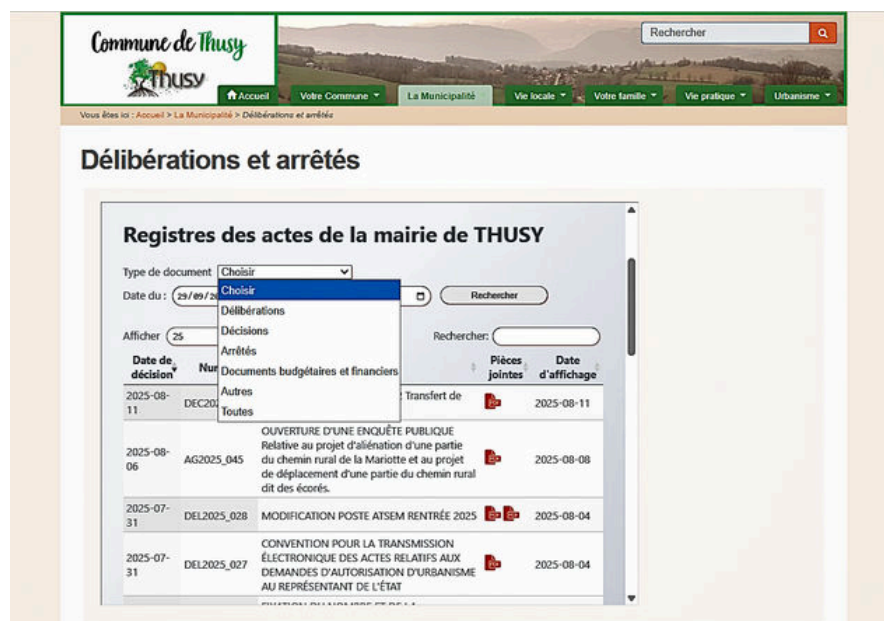 Commune de Thusy
Thusy
Rechercher
Accueil
Votre Commune
La Municipalité
Vie locale
Votre famille
Vie pratique
Urbanisme
Vous êtes ici : Accueil > La Municipalité > Délibérations et arrêtés
Délibérations et arrêtés
Registres des actes de la mairie de THUSY
Type de document Choisir
Date du : 29/09/20
Rechercher
Choisir
Délibérations
Décisions
Arrêtés
Documents budgétaires et financiers
Autres
Toutes
Afficher 25
Rechercher:
Date de
décision
Pièces
jointes
Date
d'affichage
2025-08-
11
Transfert de
2025-08-11
2025-08-
06
AG2025_045
OUVERTURE D'UNE ENQUÊTE PUBLIQUE
Relative au projet d'aliénation d'une partie
du chemin rural de la Mariotte et au projet
de déplacement d'une partie du chemin rural
dit des écorés.
2025-08-08
2025-07-
31
DEL2025_028
MODIFICATION POSTE ATSEM RENTRÉE 2025
2025-08-04
2025-07-
31
DEL2025_027
CONVENTION POUR LA TRANSMISSION
ÉLECTRONIQUE DES ACTES RELATIFS AUX
DEMANDES D'AUTORISATION D'URBANISME
AU REPRÉSENTANT DE L'ÉTAT
2025-08-04